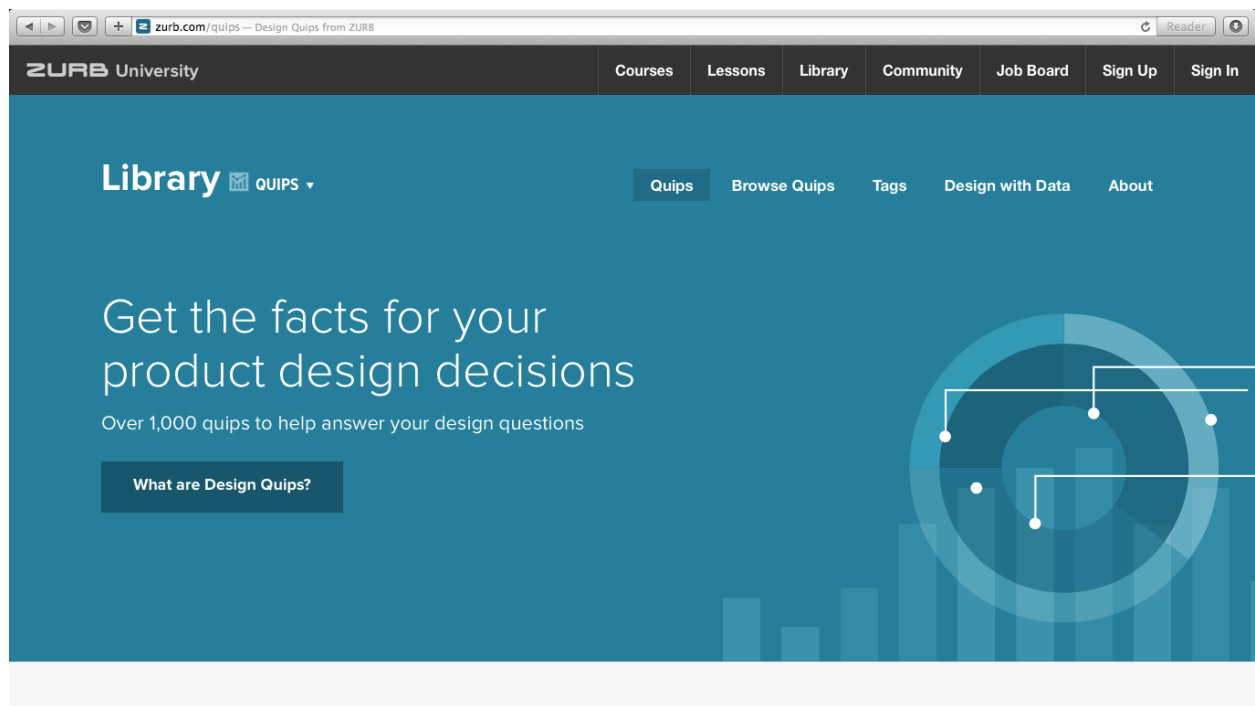 zurb.com/quips — Design Quips from ZURB
Reader
ZURB University
Courses
Lessons
Library
Community
Job Board
Sign Up
Sign In
Library QUIPS
Quips
Browse Quips
Tags
Design with Data
About
Get the facts for your
product design decisions
Over 1,000 quips to help answer your design questions
What are Design Quips?